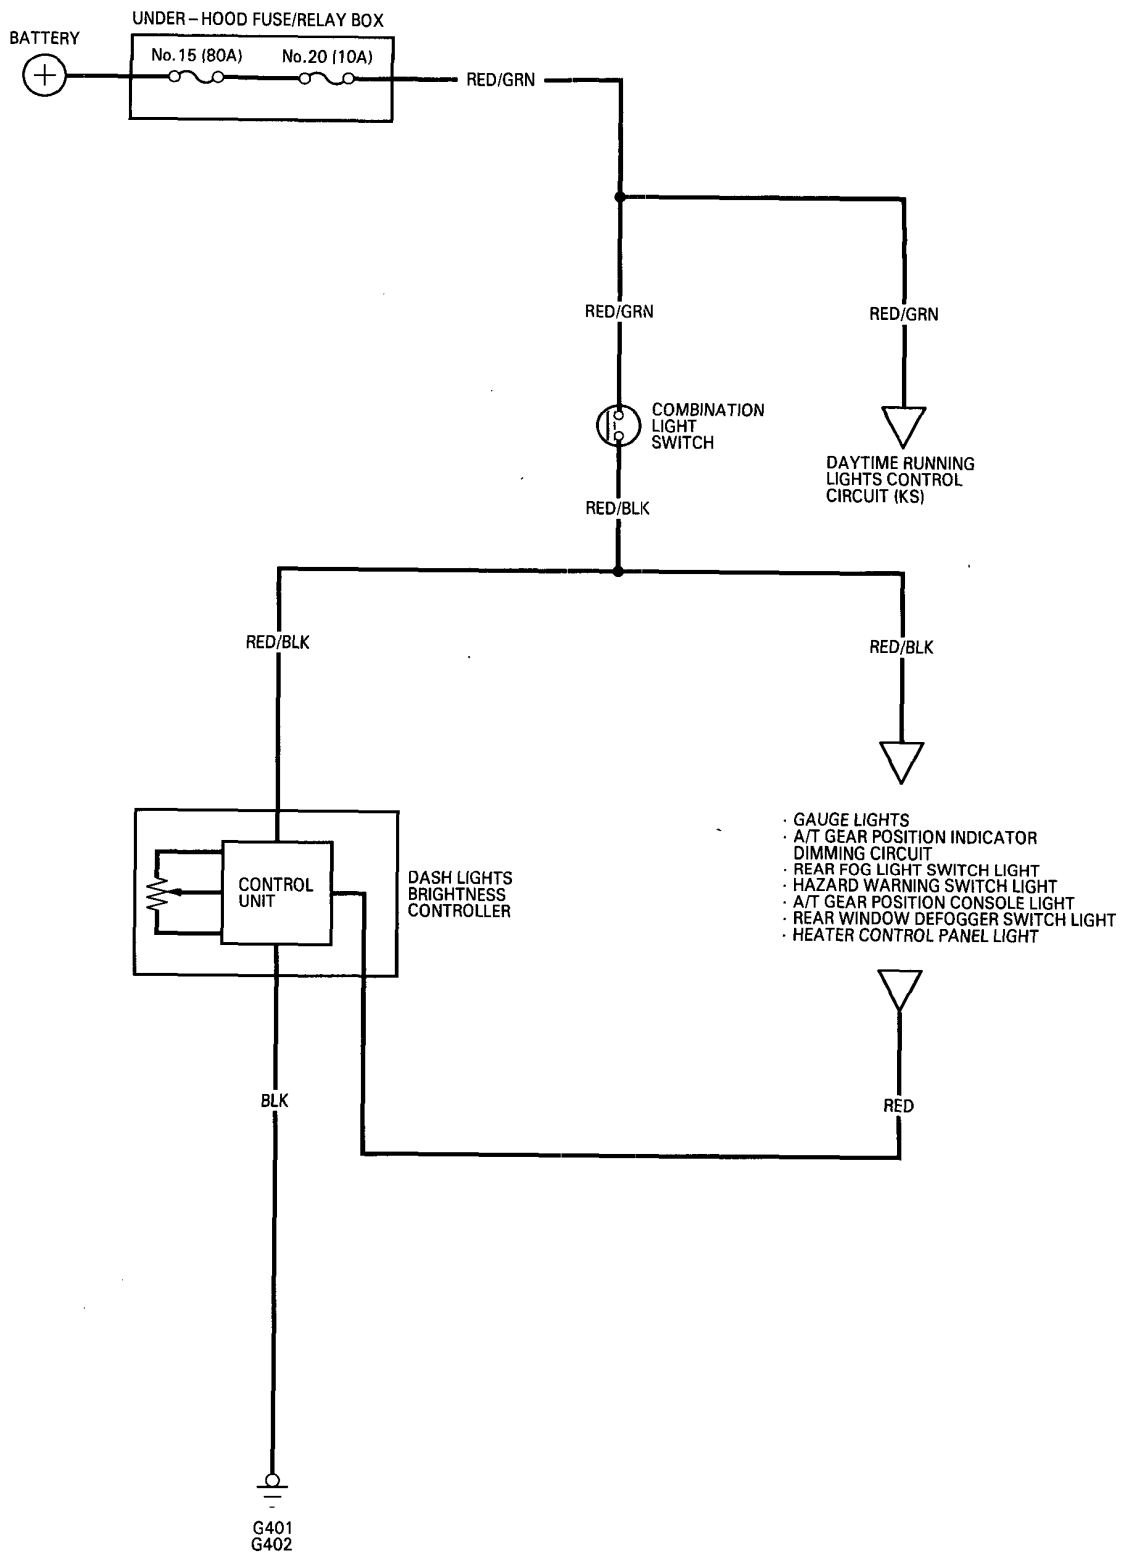 UNDER-HOOD FUSE/RELAY BOX
BATTERY
No.15 (80A)
No.20 (10A)
+
RED/GRN
RED/GRN
RED/GRN
COMBINATION
LIGHT
SWITCH
DAYTIME RUNNING
LIGHTS CONTROL
CIRCUIT (KS)
RED/BLK
RED/BLK
RED/BLK
CONTROL
UNIT
DASH LIGHTS
BRIGHTNESS
CONTROLLER
· GAUGE LIGHTS
· A/T GEAR POSITION INDICATOR
DIMMING CIRCUIT
· REAR FOG LIGHT SWITCH LIGHT
· HAZARD WARNING SWITCH LIGHT
· A/T GEAR POSITION CONSOLE LIGHT
· REAR WINDOW DEFOGGER SWITCH LIGHT
· HEATER CONTROL PANEL LIGHT
BLK
RED
G401
G402